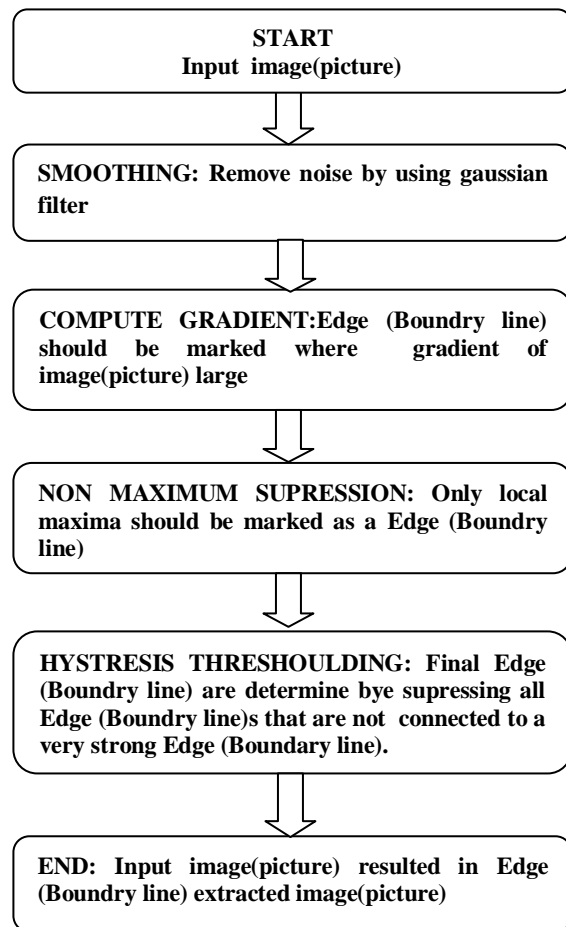 START
Input image(picture)
SMOOTHING: Remove noise by using gaussian
filter
COMPUTE GRADIENT:Edge (Boundry line)
should be marked where gradient of
image(picture) large
NON MAXIMUM SUPRESSION: Only local
maxima should be marked as a Edge (Boundry
line)
HYSTRESIS THRESHOULDING: Final Edge
(Boundry line) are determine bye supressing all
Edge (Boundry line)s that are not connected to a
very strong Edge (Boundary line).
END: Input image(picture) resulted in Edge
(Boundry line) extracted image(picture)